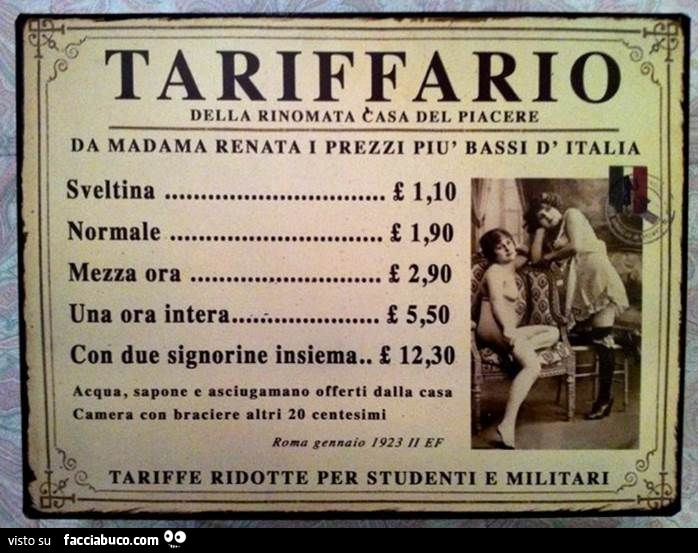 TARIFFARIO
DELLA RINOMATA CASA DEL PIACERE
DA MADAMA RENATA I PREZZI PIU' BASSI D' ITALIA
Sveltina ................................... £ 1,10
Normale .................................. £ 1,90
Mezza ora .............................. £ 2,90
Una ora intera....................... £ 5,50
Con due signorine insiema.. £ 12,30
Acqua, sapone e asciugamano offerti dalla casa
Camera con braciere altri 20 centesimi
Roma gennaio 1923 II EF
TARIFFE RIDOTTE PER STUDENTI E MILITARI
visto su facciabuco.com